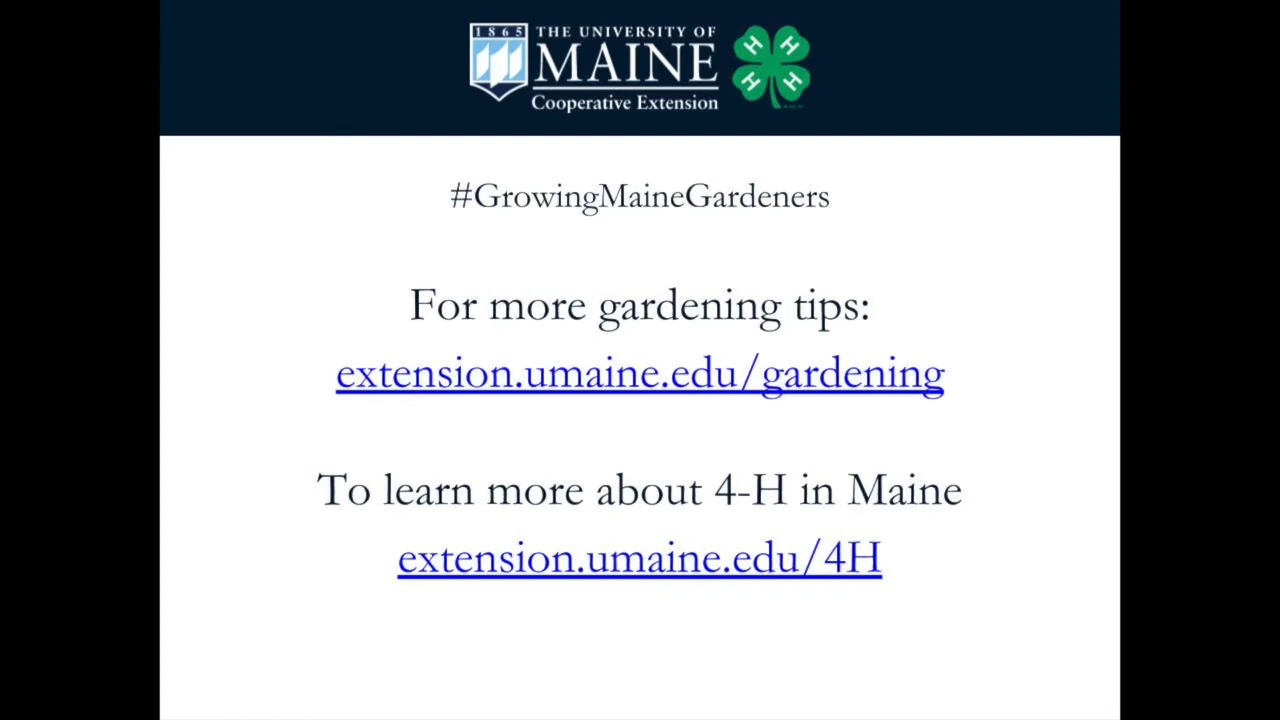 1865
THE UNIVERSITY OF
MAINE
Cooperative Extension
H H
H H
#GrowingMaineGardeners
For more gardening tips:
extension.umaine.edu/gardening
To learn more about 4-H in Maine
extension.umaine.edu/4H